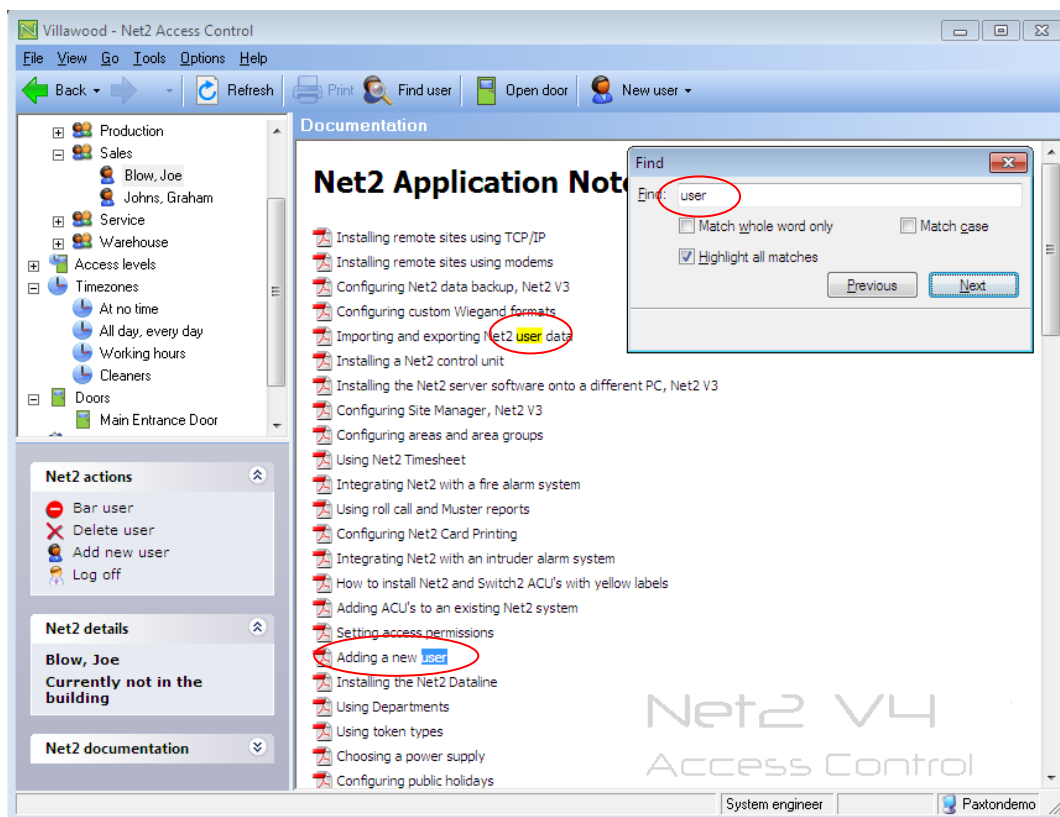 Villawood - Net2 Access Control
File View Go Tools Options Help
Back Refresh Print Find user Open door New user
Production
Sales
Blow, Joe
Johns, Graham
Service
Warehouse
Access levels
Timezones
At no time
All day, every day
Working hours
Cleaners
Doors
Main Entrance Door
Net2 actions
Bar user
Delete user
Add new user
Log off
Net2 details
Blow, Joe
Currently not in the
building
Net2 documentation
Documentation
Net2 Application Not
Installing remote sites using TCP/IP
Installing remote sites using modems
Configuring Net2 data backup, Net2 V3
Configuring custom Wiegand formats
Importing and exporting Net2 user data
Installing a Net2 control unit
Installing the Net2 server software onto a different PC, Net2 V3
Configuring Site Manager, Net2 V3
Configuring areas and area groups
Using Net2 Timesheet
Integrating Net2 with a fire alarm system
Using roll call and Muster reports
Configuring Net2 Card Printing
Integrating Net2 with an intruder alarm system
How to install Net2 and Switch2 ACU's with yellow labels
Adding ACU's to an existing Net2 system
Setting access permissions
Adding a new user
Installing the Net2 Dataline
Using Departments
Using token types
Choosing a power supply
Configuring public holidays
Find
Find: user
Match whole word only Match case
Highlight all matches
Previous Next
Net2 V4
Access Control
System engineer Paxtondemo